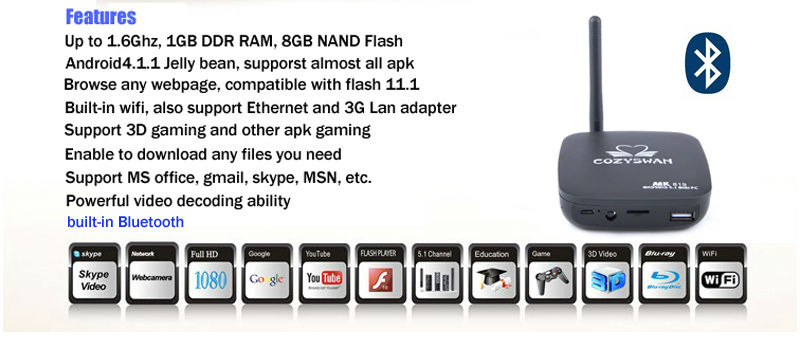 Features
Up to 1.6Ghz, 1GB DDR RAM, 8GB NAND Flash
Android4.1.1 Jelly bean, supporst almost all apk
Browse any webpage, compatible with flash 11.1
Built-in wifi, also support Ethernet and 3G Lan adapter
Support 3D gaming and other apk gaming
Enable to download any files you need
Support MS office, gmail, skype, MSN, etc.
Powerful video decoding ability
built-in Bluetooth
COZYSWAN
skype
Skype
Video
Network
Webcamera
Full HD
1080
Google
Google
YouTube
You Tube
FLASH PLAYER
5.1 Channel
Education
Game
3D Video
3D
Blu-ray
Blu-ray Disc
WiFi
Wi Fi